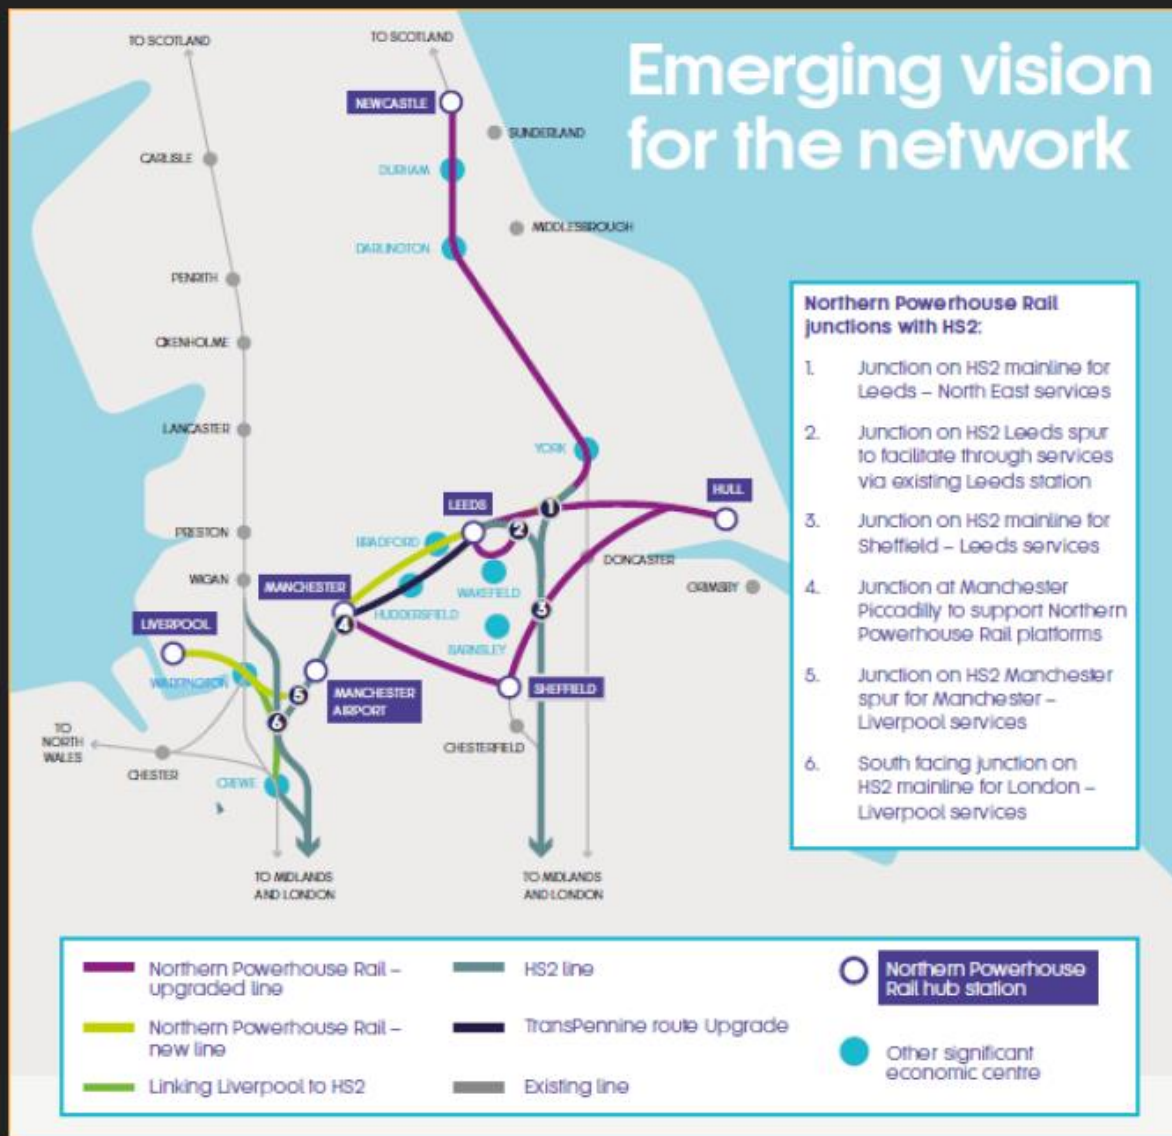 Emerging vision
for the network
TO SCOTLAND
TO SCOTLAND
NEWCASTLE
SUNDERLAND
CARLISLE
DURHAM
MIDDLESBROUGH
DARLINGTON
PENRITH
OXENHOLME
LANCASTER
YORK
HULL
LEEDS
1
2
PRESTON
BRADFORD
DONCASTER
WIGAN
MANCHESTER
WAKEFIELD
GRIMSBY
HUDDERSFIELD
3
LIVERPOOL
4
BARNSLEY
WARRINGTON
5
MANCHESTER
AIRPORT
SHEFFIELD
6
TO
NORTH
WALES
CHESTER
CHESTERFIELD
CREWE
TO MIDLANDS
AND LONDON
TO MIDLANDS
AND LONDON
Northern Powerhouse Rail
junctions with HS2:
1. Junction on HS2 mainline for
Leeds – North East services
2. Junction on HS2 Leeds spur
to facilitate through services
via existing Leeds station
3. Junction on HS2 mainline for
Sheffield – Leeds services
4. Junction at Manchester
Piccadilly to support Northern
Powerhouse Rail platforms
5. Junction on HS2 Manchester
spur for Manchester –
Liverpool services
6. South facing junction on
HS2 mainline for London –
Liverpool services
Northern Powerhouse Rail –
upgraded line
Northern Powerhouse Rail –
new line
Linking Liverpool to HS2
HS2 line
TransPennine route Upgrade
Existing line
Northern Powerhouse
Rail hub station
Other significant
economic centre